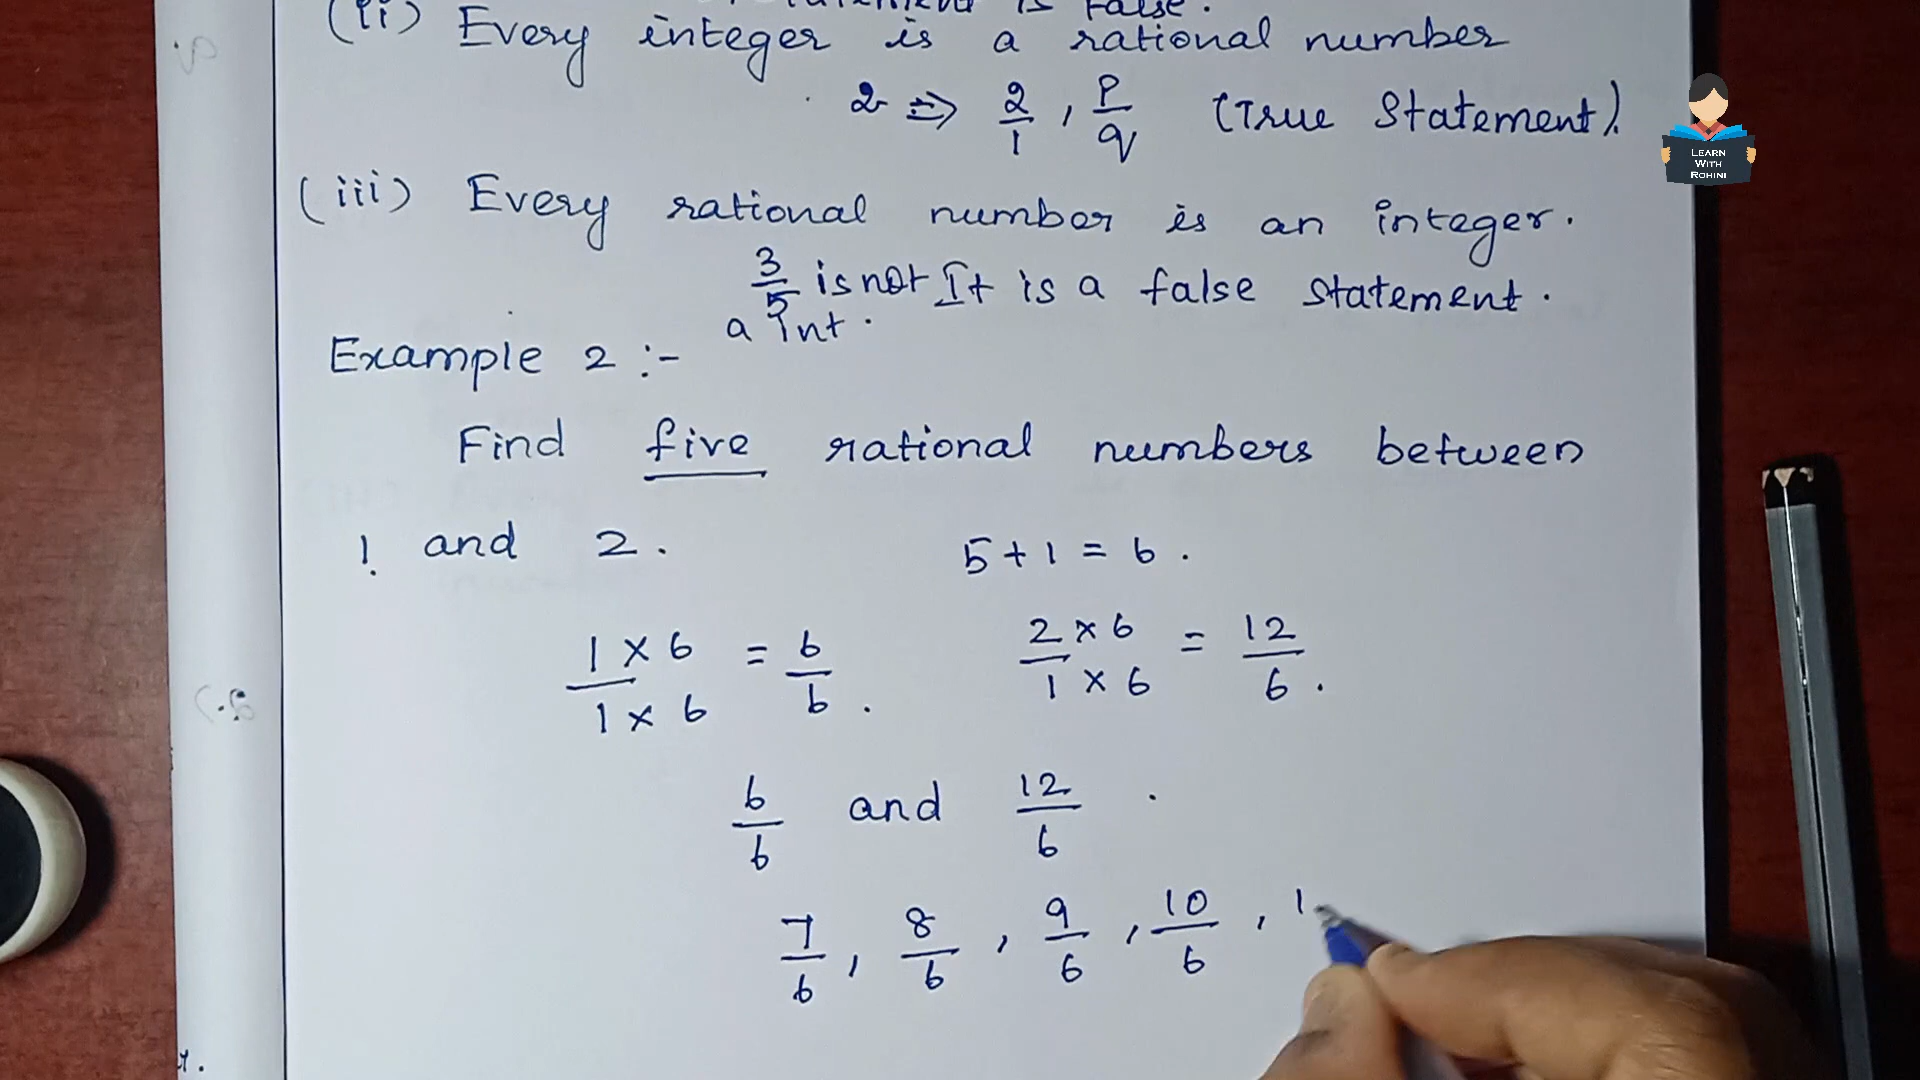 is False.
(ii) Every integer is a rational number
2 ⇒ 2/1 , p/q (True Statement).
LEARN
WITH
ROHINI
(iii) Every rational number is an integer.
3/5 is not It is a false statement.
a Int.
Example 2 :-
Find five rational numbers between
1 and 2.
5 + 1 = 6 .
1 × 6 / 1 × 6 = 6/6 .
2 × 6 / 1 × 6 = 12/6 .
6/6 and 12/6 .
7/6 , 8/6 , 9/6 , 10/6 , 1